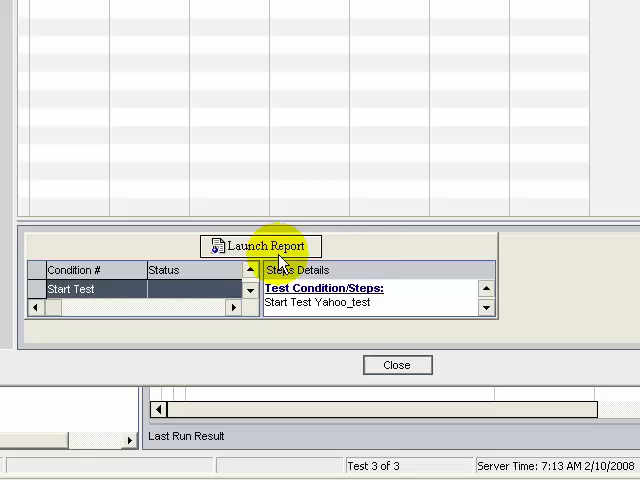 Launch Report
Condition # Status Steps Details
Start Test Test Condition/Steps:
Start Test Yahoo_test
Close
Last Run Result
Test 3 of 3 Server Time: 7:13 AM 2/10/2008